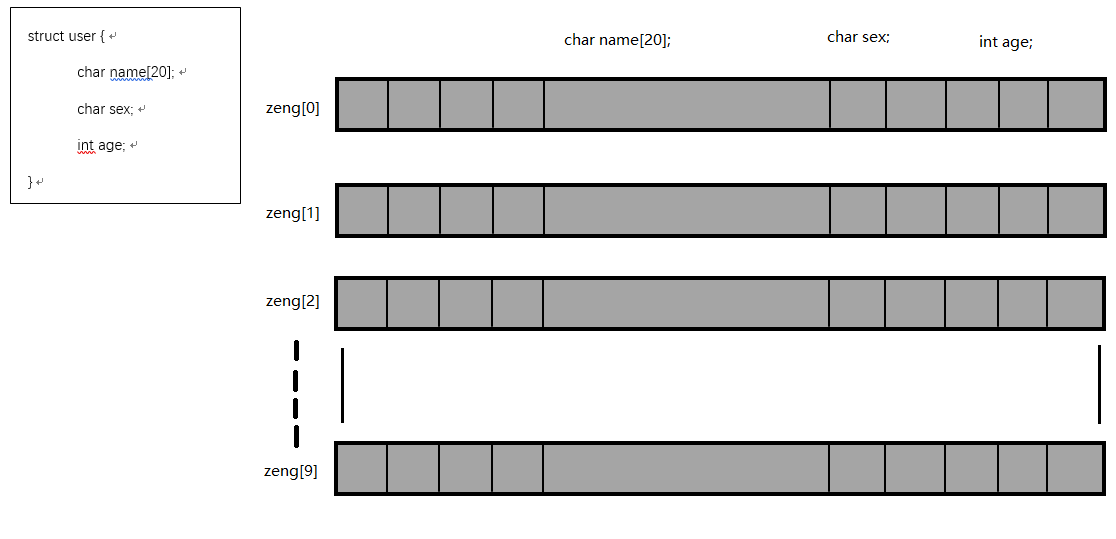 struct user {
char name[20];
char sex;
int age;
}
char name[20];
char sex;
int age;
zeng[0]
zeng[1]
zeng[2]
zeng[9]